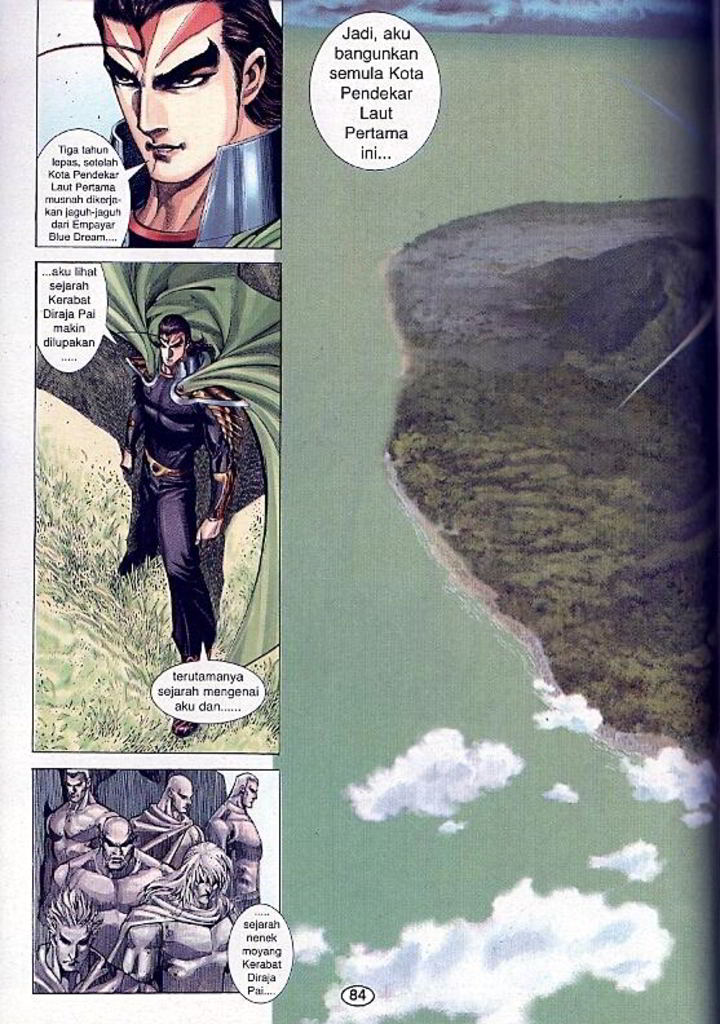 Tiga tahun
lepas, setelah
Kota Pendekar
Laut Pertama
musnah dikerja-
kan jaguh-jaguh
dari Empayar
Blue Dream....
...aku lihat
sejarah
Kerabat
Diraja Pai
makin
dilupakan
.....
terutamanya
sejarah mengenai
aku dan......
.....
sejarah
nenek
moyang
Kerabat
Diraja
Pai....
Jadi, aku
bangunkan
semula Kota
Pendekar
Laut
Pertama
ini...
84